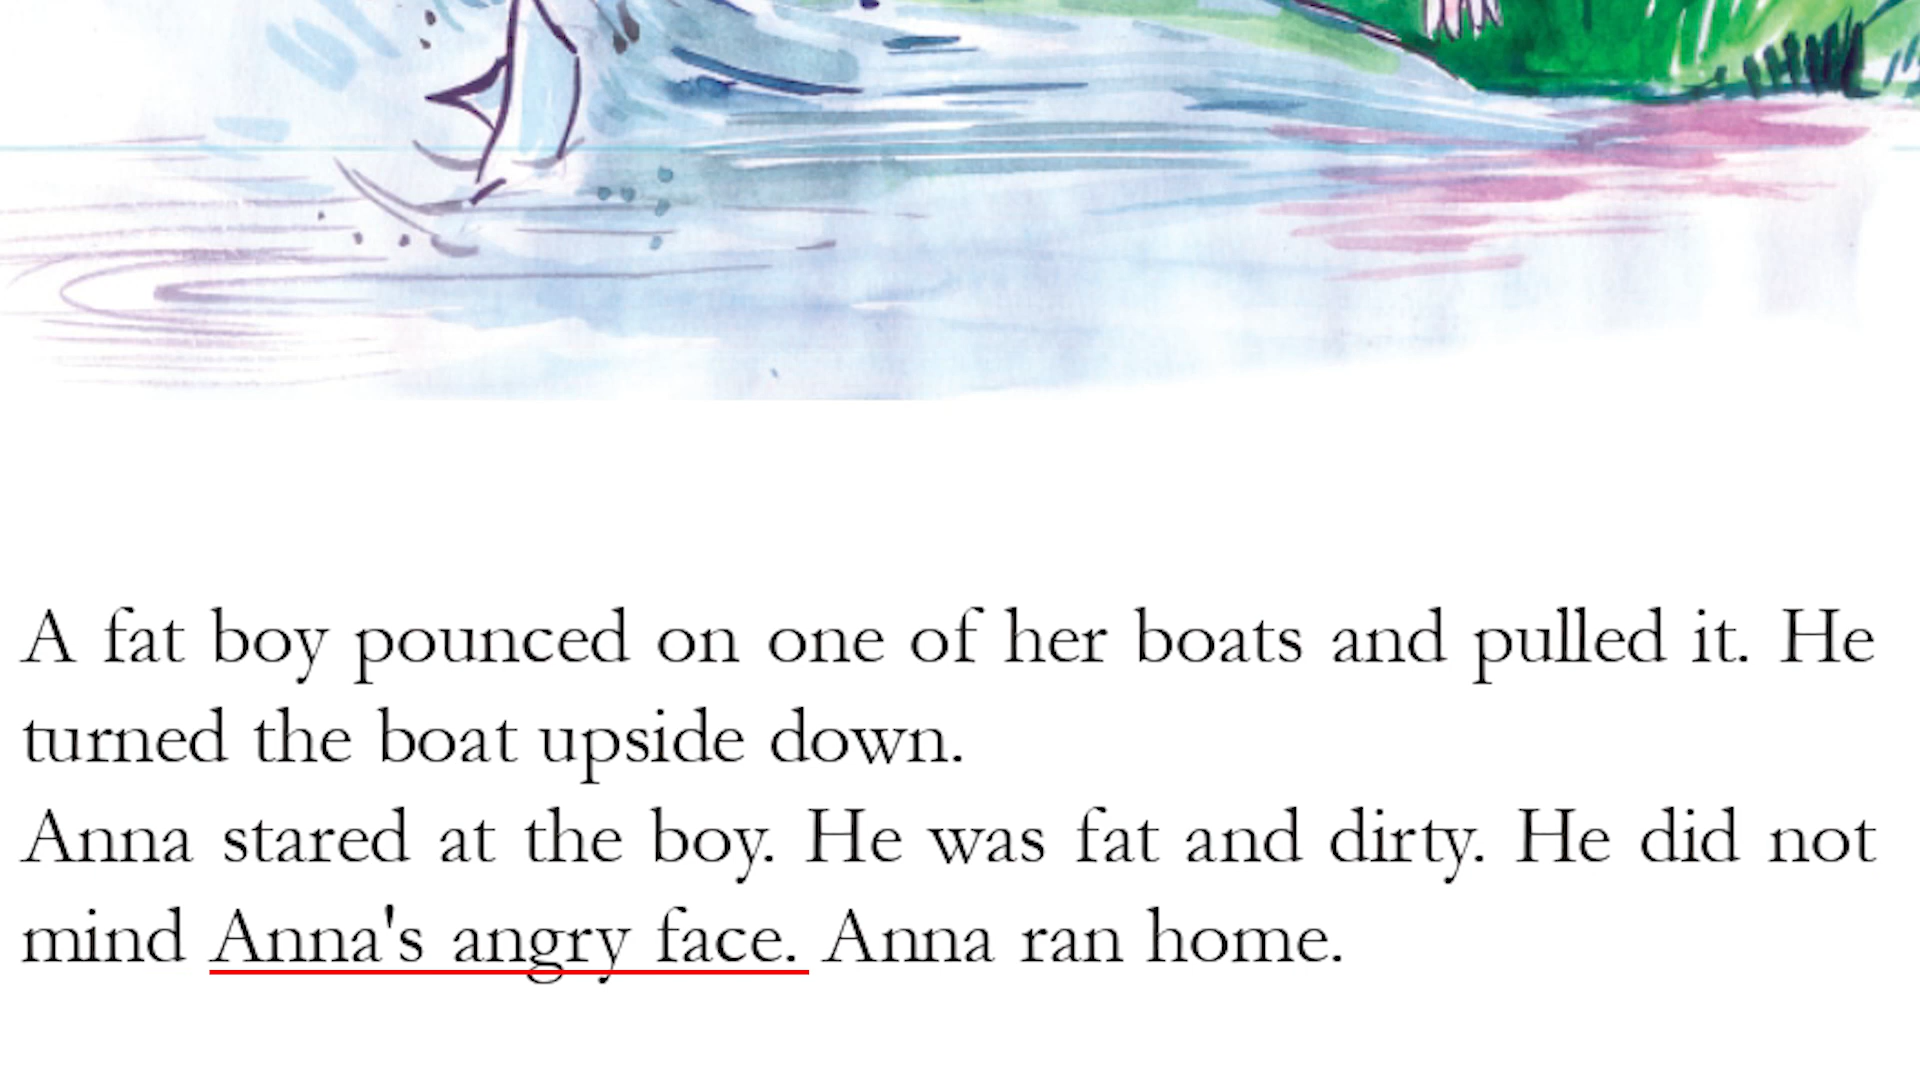 A fat boy pounced on one of her boats and pulled it. He
turned the boat upside down.
Anna stared at the boy. He was fat and dirty. He did not
mind Anna's angry face. Anna ran home.